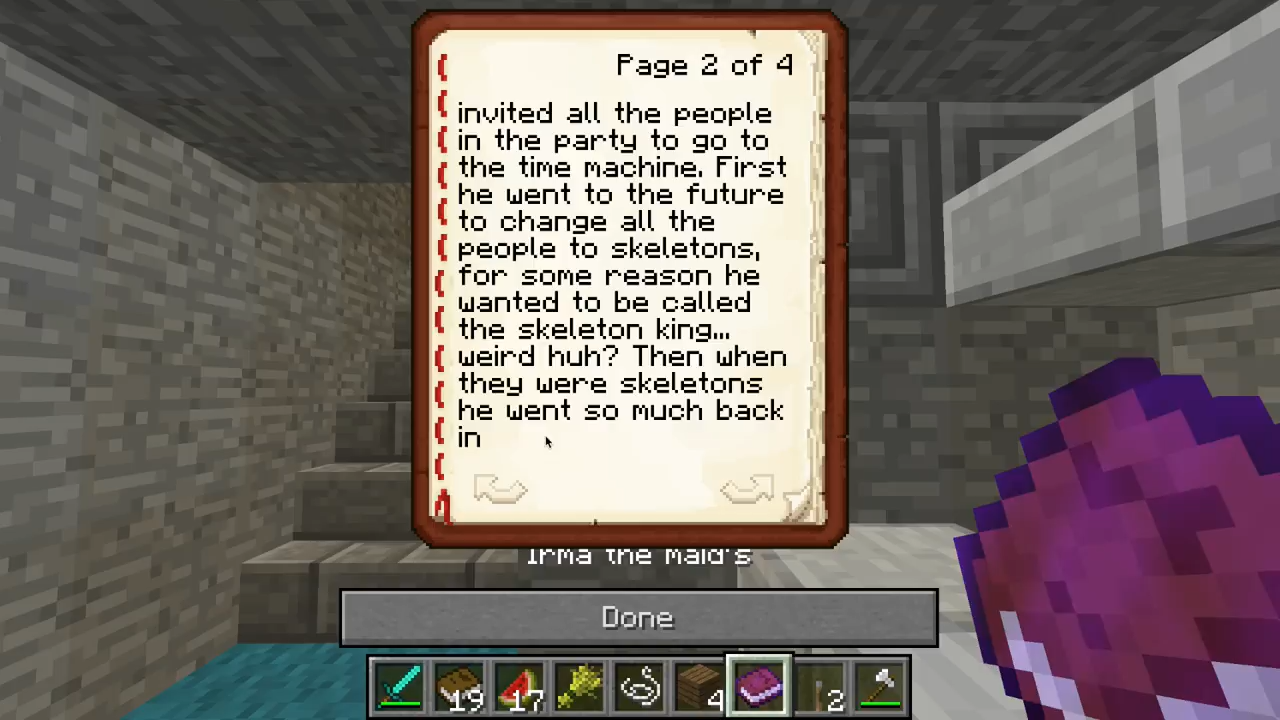 Page 2 of 4
invited all the people
in the party to go to
the time machine. First
he went to the future
to change all the
people to skeletons,
for some reason he
wanted to be called
the skeleton king...
weird huh? Then when
they were skeletons
he went so much back
in
Irma the maid's
Done
19
17
4
2